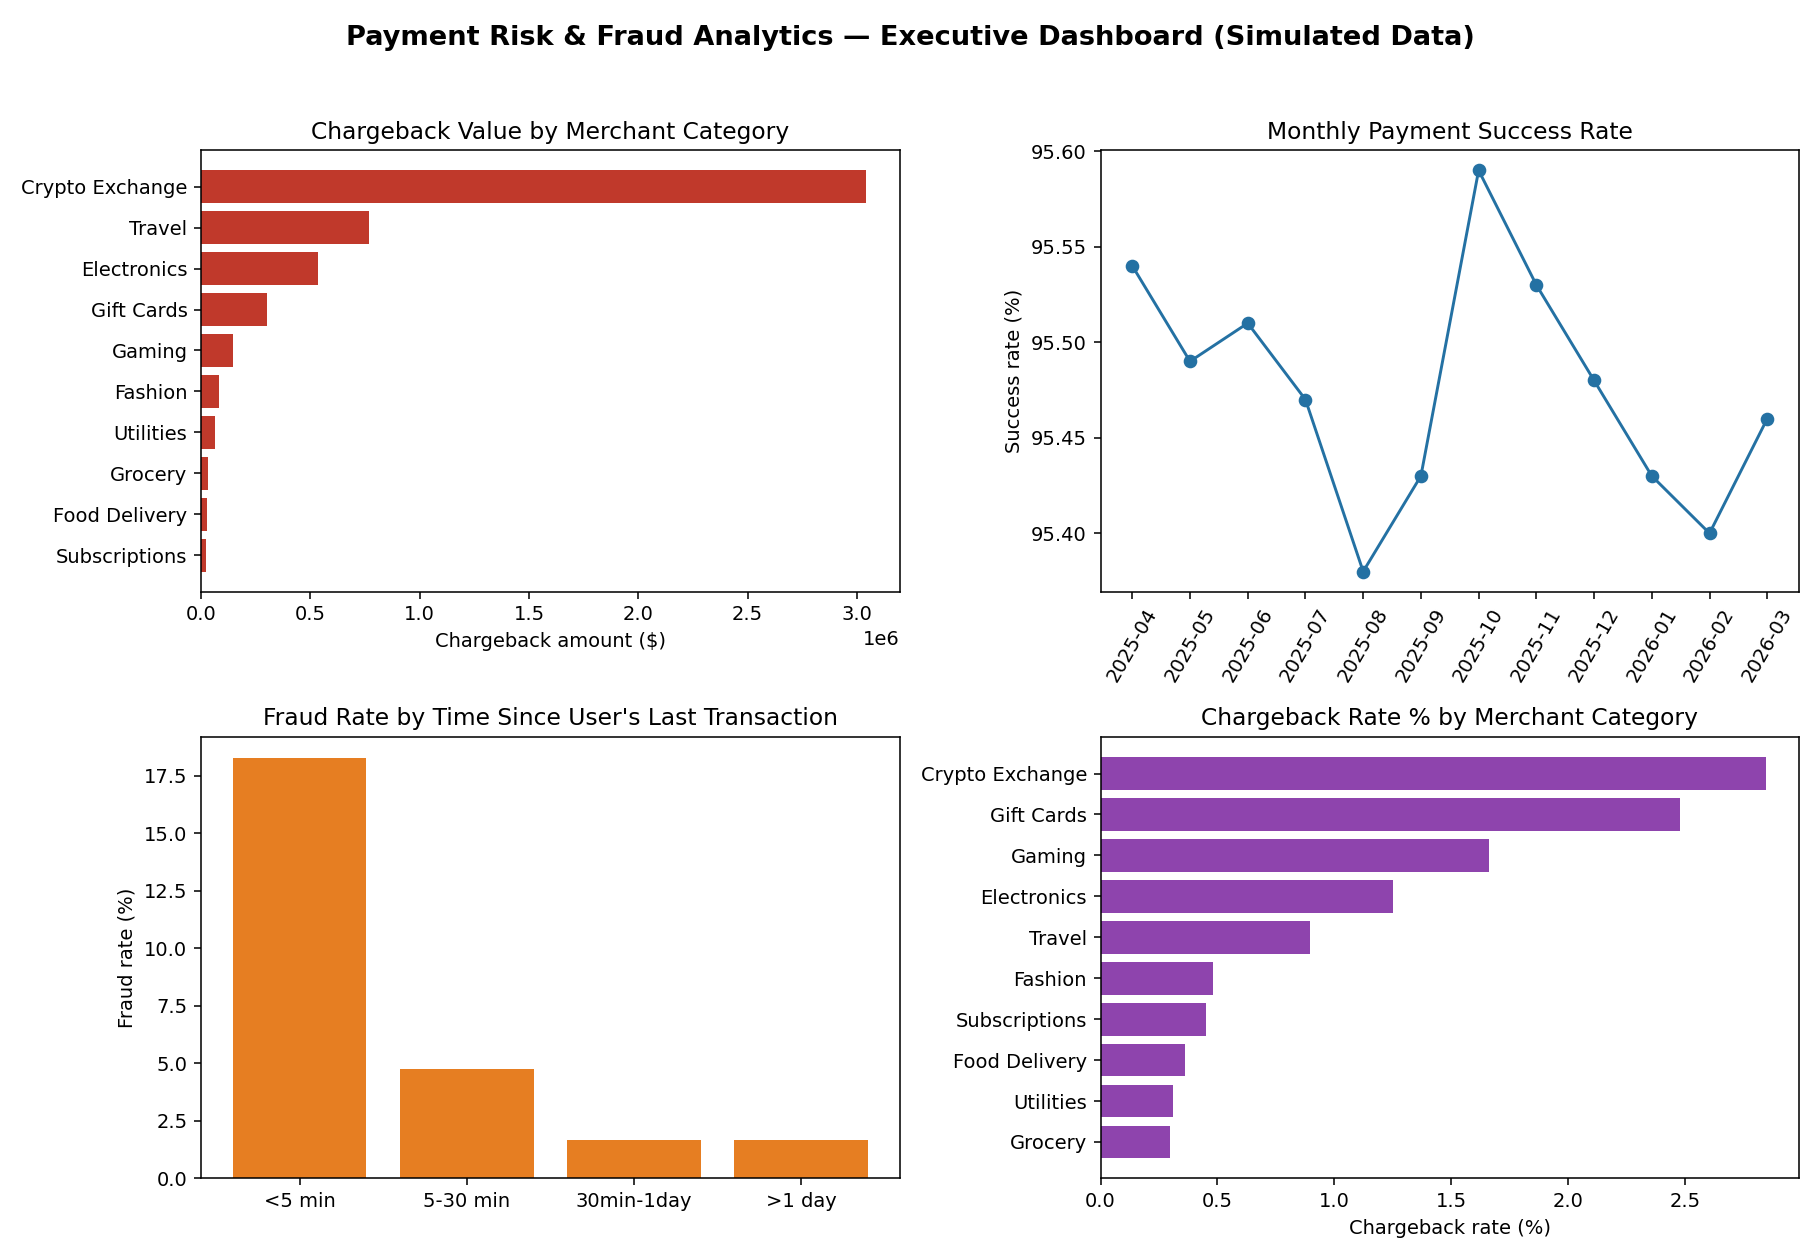 Payment Risk & Fraud Analytics — Executive Dashboard (Simulated Data)
Chargeback Value by Merchant Category
Crypto Exchange
Travel
Electronics
Gift Cards
Gaming
Fashion
Utilities
Grocery
Food Delivery
Subscriptions
0.0 0.5 1.0 1.5 2.0 2.5 3.0
1e6
Chargeback amount ($)
Monthly Payment Success Rate
Success rate (%)
95.60
95.55
95.50
95.45
95.40
2025-04 2025-05 2025-06 2025-07 2025-08 2025-09 2025-10 2025-11 2025-12 2026-01 2026-02 2026-03
Fraud Rate by Time Since User's Last Transaction
Fraud rate (%)
17.5
15.0
12.5
10.0
7.5
5.0
2.5
0.0
<5 min 5-30 min 30min-1day >1 day
Chargeback Rate % by Merchant Category
Crypto Exchange
Gift Cards
Gaming
Electronics
Travel
Fashion
Subscriptions
Food Delivery
Utilities
Grocery
0.0 0.5 1.0 1.5 2.0 2.5
Chargeback rate (%)